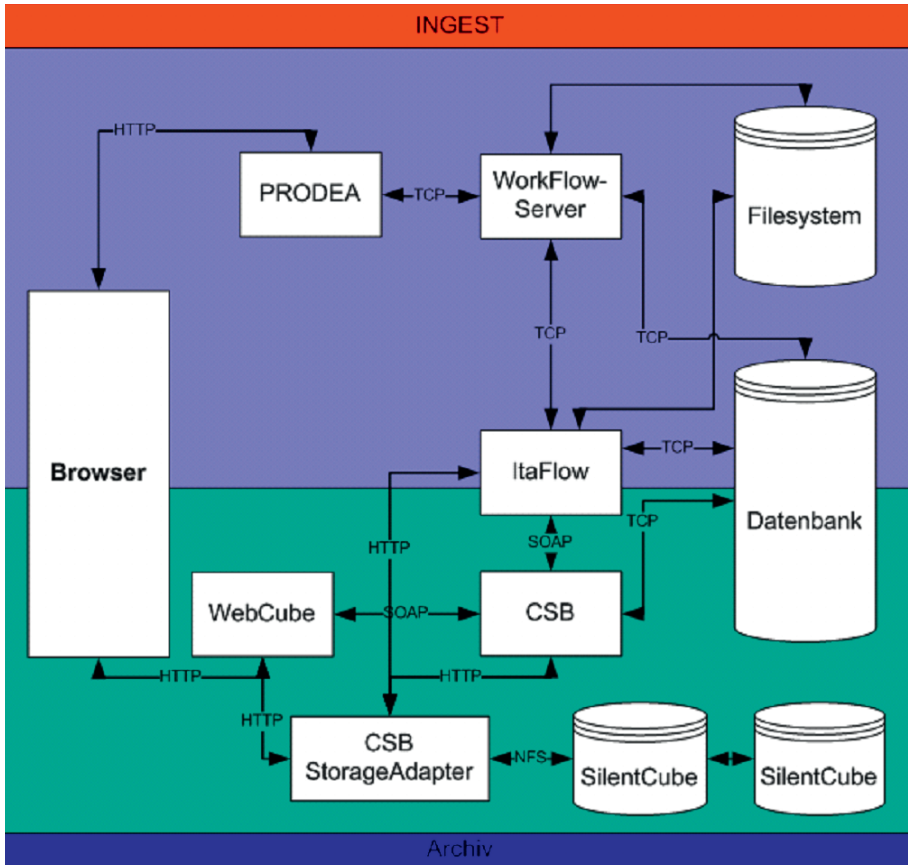 INGEST
HTTP
PRODEA
TCP
WorkFlow-
Server
Filesystem
TCP
TCP
Browser
ItaFlow
TCP
Datenbank
HTTP
SOAP
TCP
WebCube
SOAP
CSB
HTTP
HTTP
HTTP
CSB
StorageAdapter
NFS
SilentCube
SilentCube
Archiv